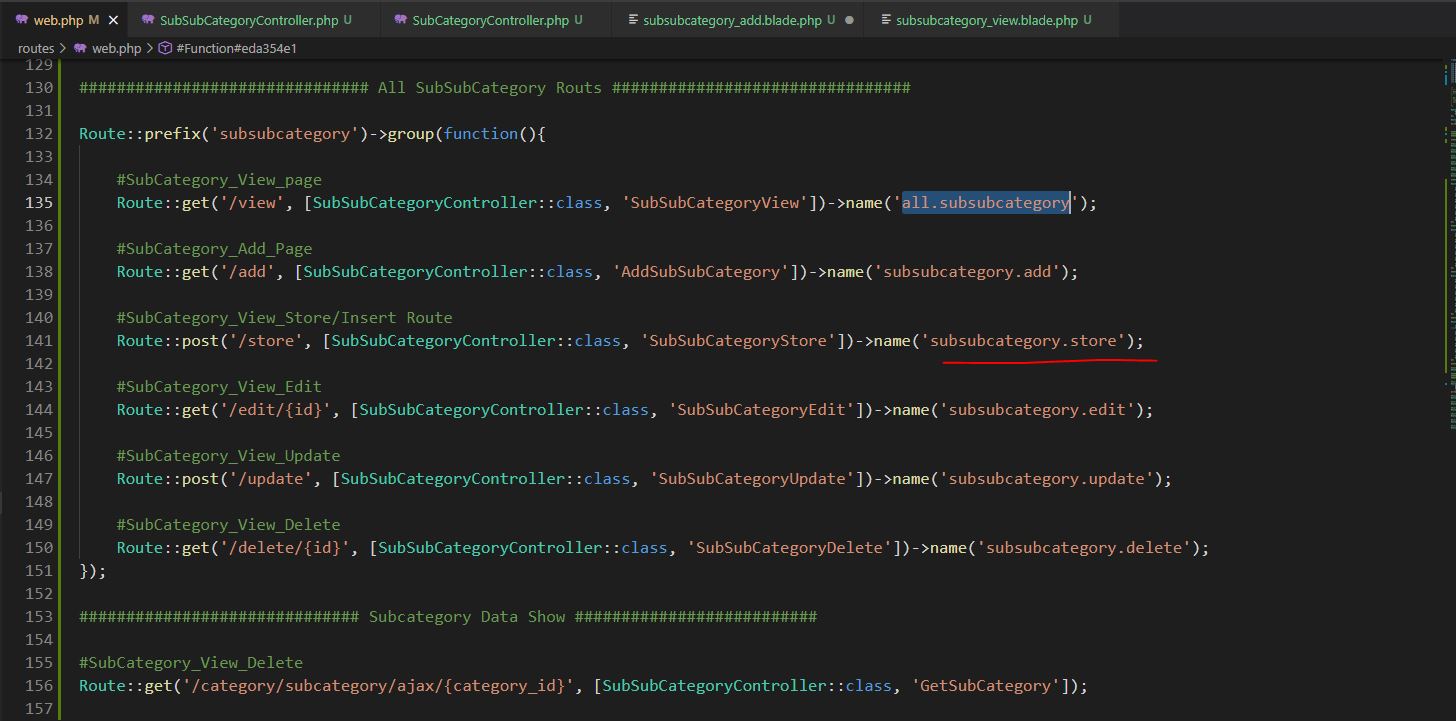 web.php M × SubSubCategoryController.php U SubCategoryController.php U subsubcategory_add.blade.php U ● subsubcategory_view.blade.php U
routes > web.php > #Function#eda354e1
129
130 ############################### All SubSubCategory Routs ################################
131
132 Route::prefix('subsubcategory')->group(function(){
133
134 #SubCategory_View_page
135 Route::get('/view', [SubSubCategoryController::class, 'SubSubCategoryView'])->name('all.subsubcategory');
136
137 #SubCategory_Add_Page
138 Route::get('/add', [SubSubCategoryController::class, 'AddSubSubCategory'])->name('subsubcategory.add');
139
140 #SubCategory_View_Store/Insert Route
141 Route::post('/store', [SubSubCategoryController::class, 'SubSubCategoryStore'])->name('subsubcategory.store');
142
143 #SubCategory_View_Edit
144 Route::get('/edit/{id}', [SubSubCategoryController::class, 'SubSubCategoryEdit'])->name('subsubcategory.edit');
145
146 #SubCategory_View_Update
147 Route::post('/update', [SubSubCategoryController::class, 'SubSubCategoryUpdate'])->name('subsubcategory.update');
148
149 #SubCategory_View_Delete
150 Route::get('/delete/{id}', [SubSubCategoryController::class, 'SubSubCategoryDelete'])->name('subsubcategory.delete');
151 });
152
153 ############################## Subcategory Data Show ##########################
154
155 #SubCategory_View_Delete
156 Route::get('/category/subcategory/ajax/{category_id}', [SubSubCategoryController::class, 'GetSubCategory']);
157